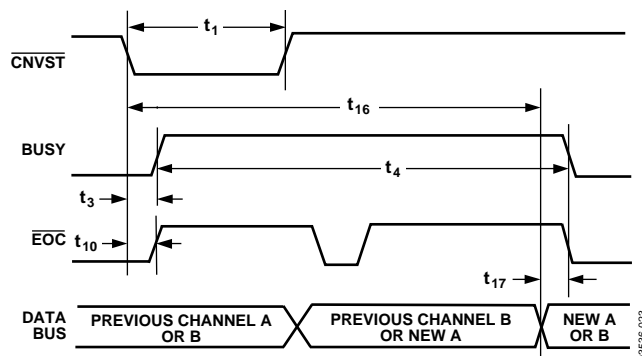 t1
CNVST
t16
BUSY
t4
t3
EOC
t10
t17
DATA
BUS
PREVIOUS CHANNEL A
OR B
PREVIOUS CHANNEL B
OR NEW A
NEW A
OR B